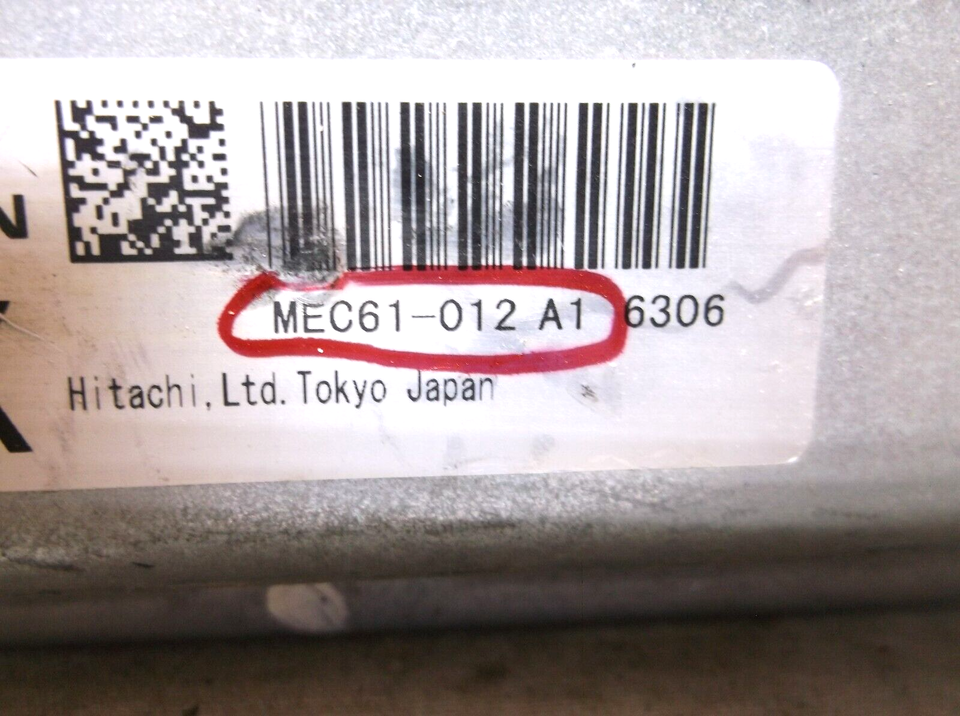 N
MEC61-012 A1 6306
Hitachi,Ltd.Tokyo Japan